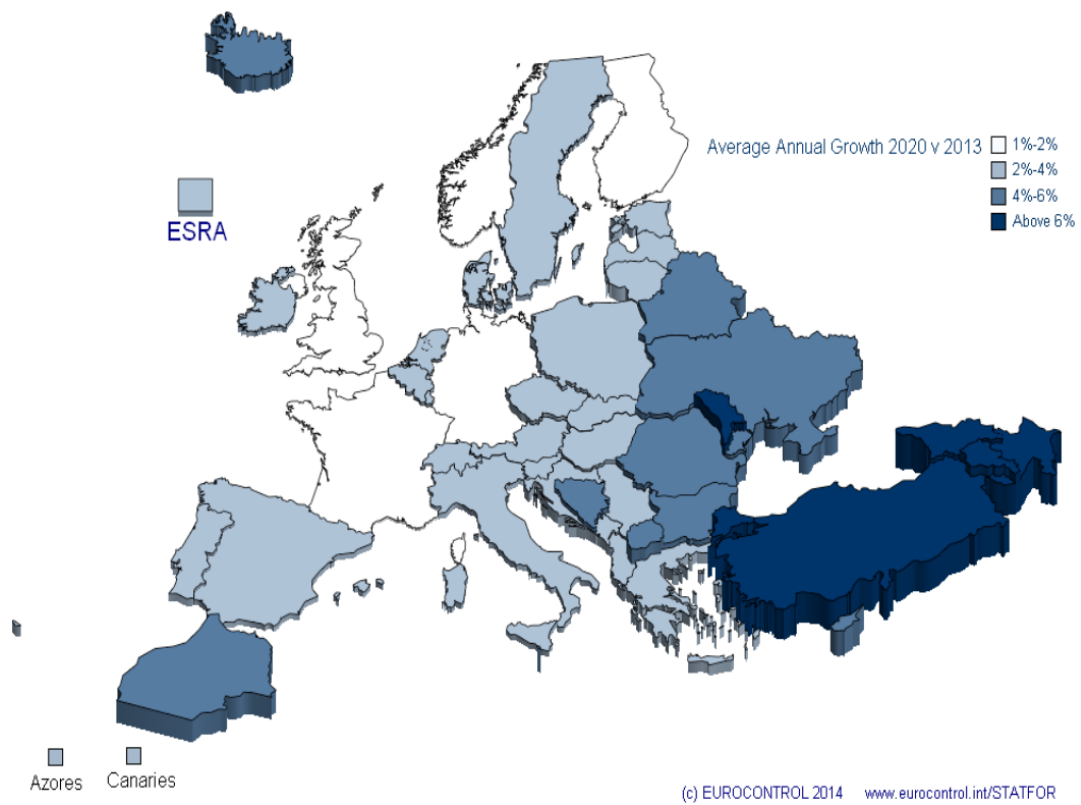 Average Annual Growth 2020 v 2013
1%-2%
2%-4%
4%-6%
Above 6%
ESRA
Azores
Canaries
(c) EUROCONTROL 2014 www.eurocontrol.int/STATFOR